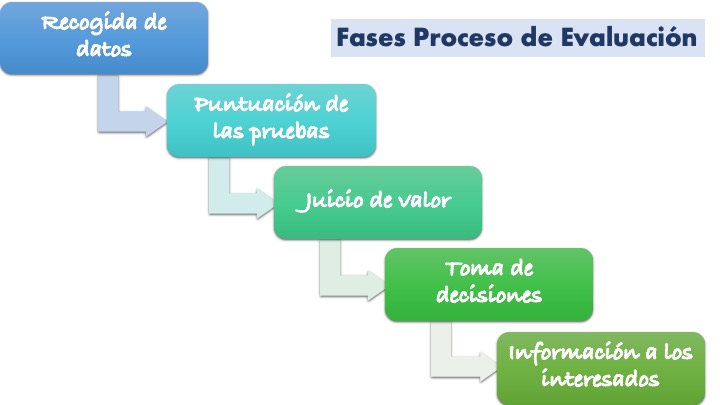 Fases Proceso de Evaluación
Recogida de
datos
Puntuación de
las pruebas
Juicio de valor
Toma de
decisiones
Información a los
interesados